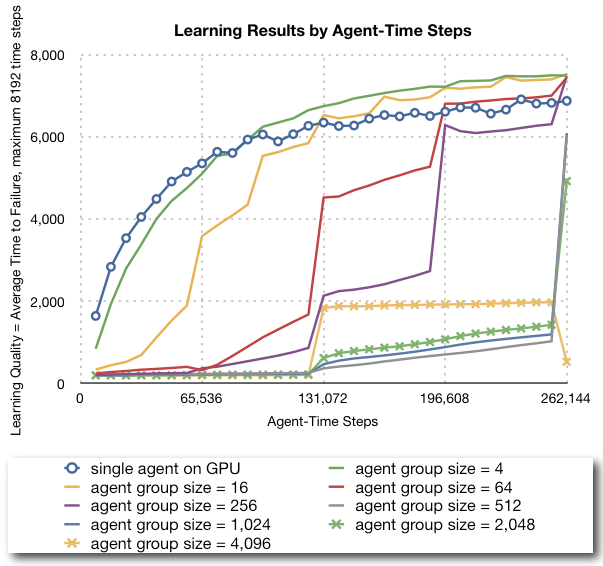 Learning Results by Agent-Time Steps
Learning Quality = Average Time to Failure, maximum 8192 time steps
8,000
6,000
4,000
2,000
0
0 65,536 131,072 196,608 262,144
Agent-Time Steps
single agent on GPU agent group size = 4
agent group size = 16 agent group size = 64
agent group size = 256 agent group size = 512
agent group size = 1,024 agent group size = 2,048
agent group size = 4,096